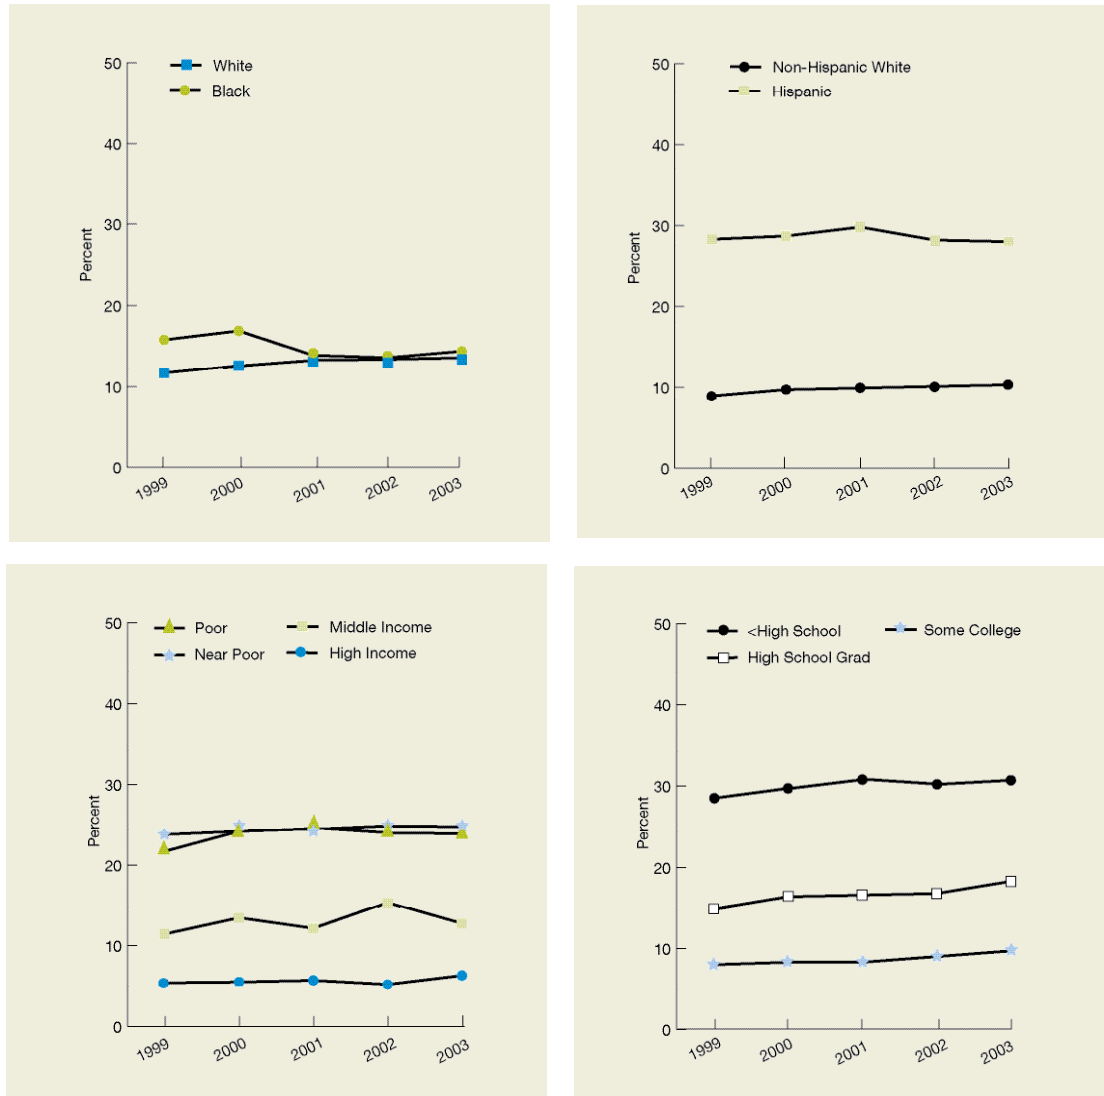 50
40
30
20
10
0
Percent
White
Black
1999 2000 2001 2002 2003
50
40
30
20
10
0
Percent
Non-Hispanic White
Hispanic
1999 2000 2001 2002 2003
50
40
30
20
10
0
Percent
Poor Middle Income
Near Poor High Income
1999 2000 2001 2002 2003
50
40
30
20
10
0
Percent
<High School Some College
High School Grad
1999 2000 2001 2002 2003